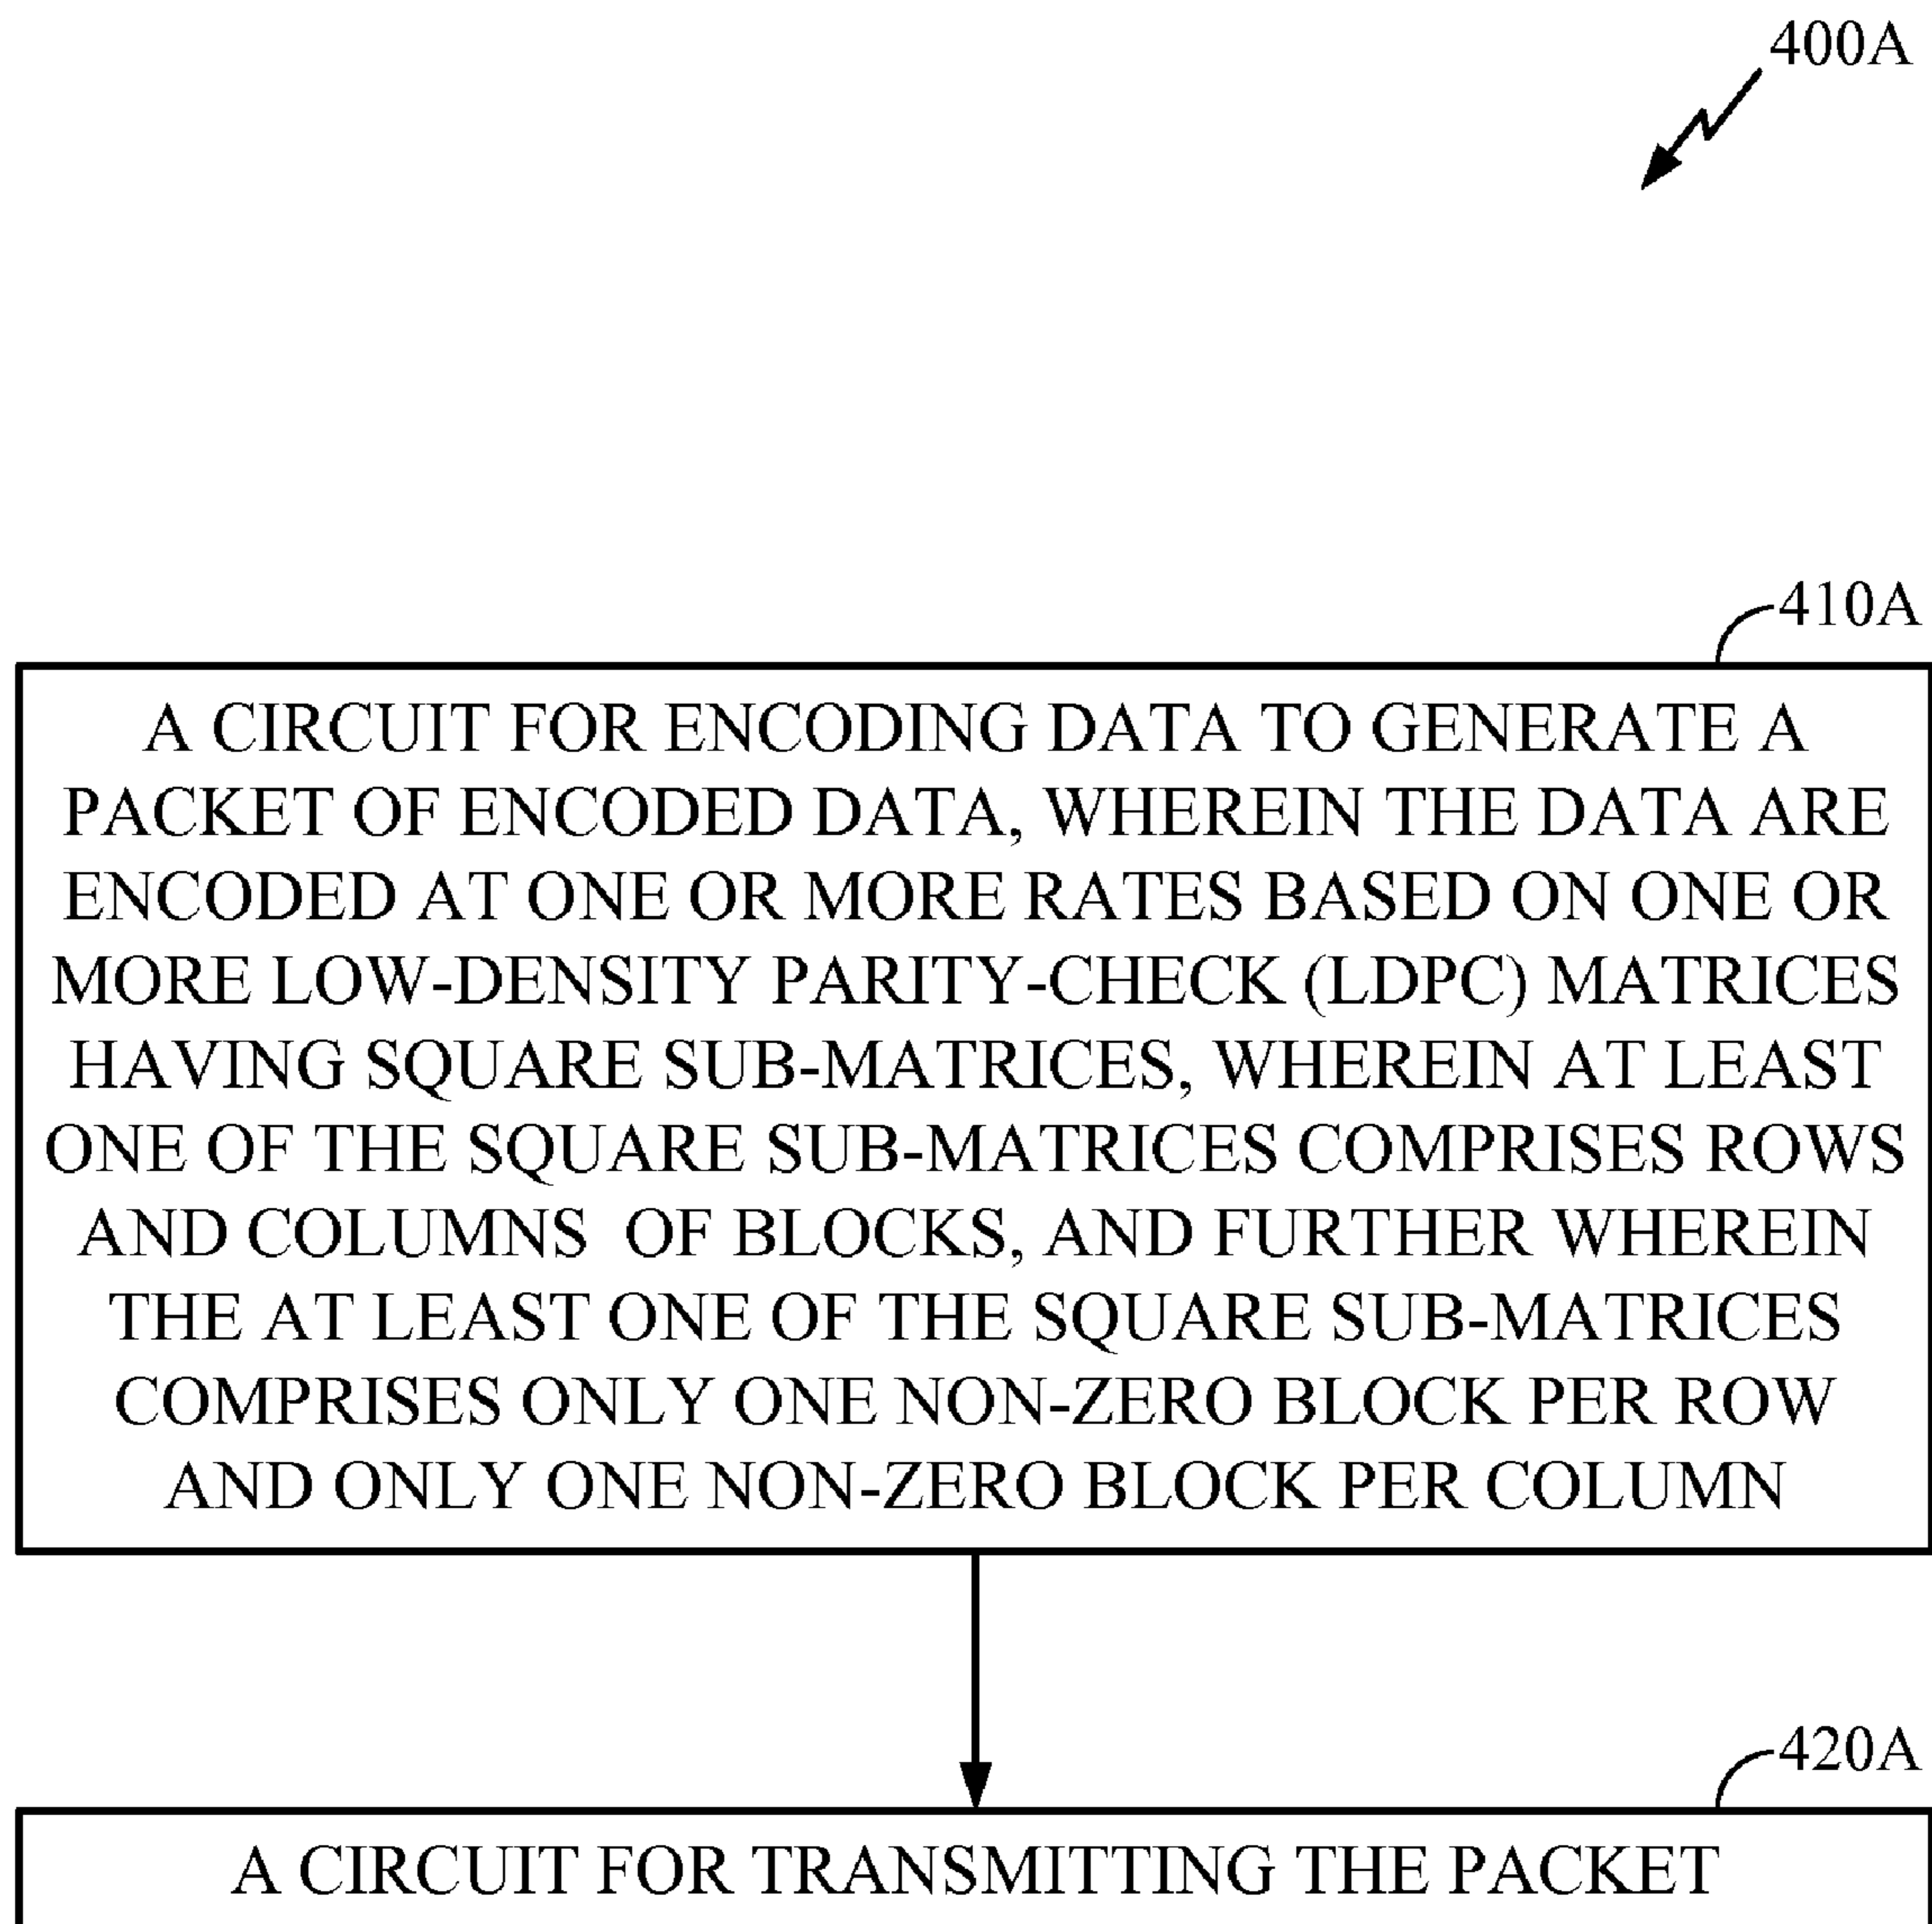 400A
410A
A CIRCUIT FOR ENCODING DATA TO GENERATE A
PACKET OF ENCODED DATA, WHEREIN THE DATA ARE
ENCODED AT ONE OR MORE RATES BASED ON ONE OR
MORE LOW-DENSITY PARITY-CHECK (LDPC) MATRICES
HAVING SQUARE SUB-MATRICES, WHEREIN AT LEAST
ONE OF THE SQUARE SUB-MATRICES COMPRISES ROWS
AND COLUMNS OF BLOCKS, AND FURTHER WHEREIN
THE AT LEAST ONE OF THE SQUARE SUB-MATRICES
COMPRISES ONLY ONE NON-ZERO BLOCK PER ROW
AND ONLY ONE NON-ZERO BLOCK PER COLUMN
420A
A CIRCUIT FOR TRANSMITTING THE PACKET